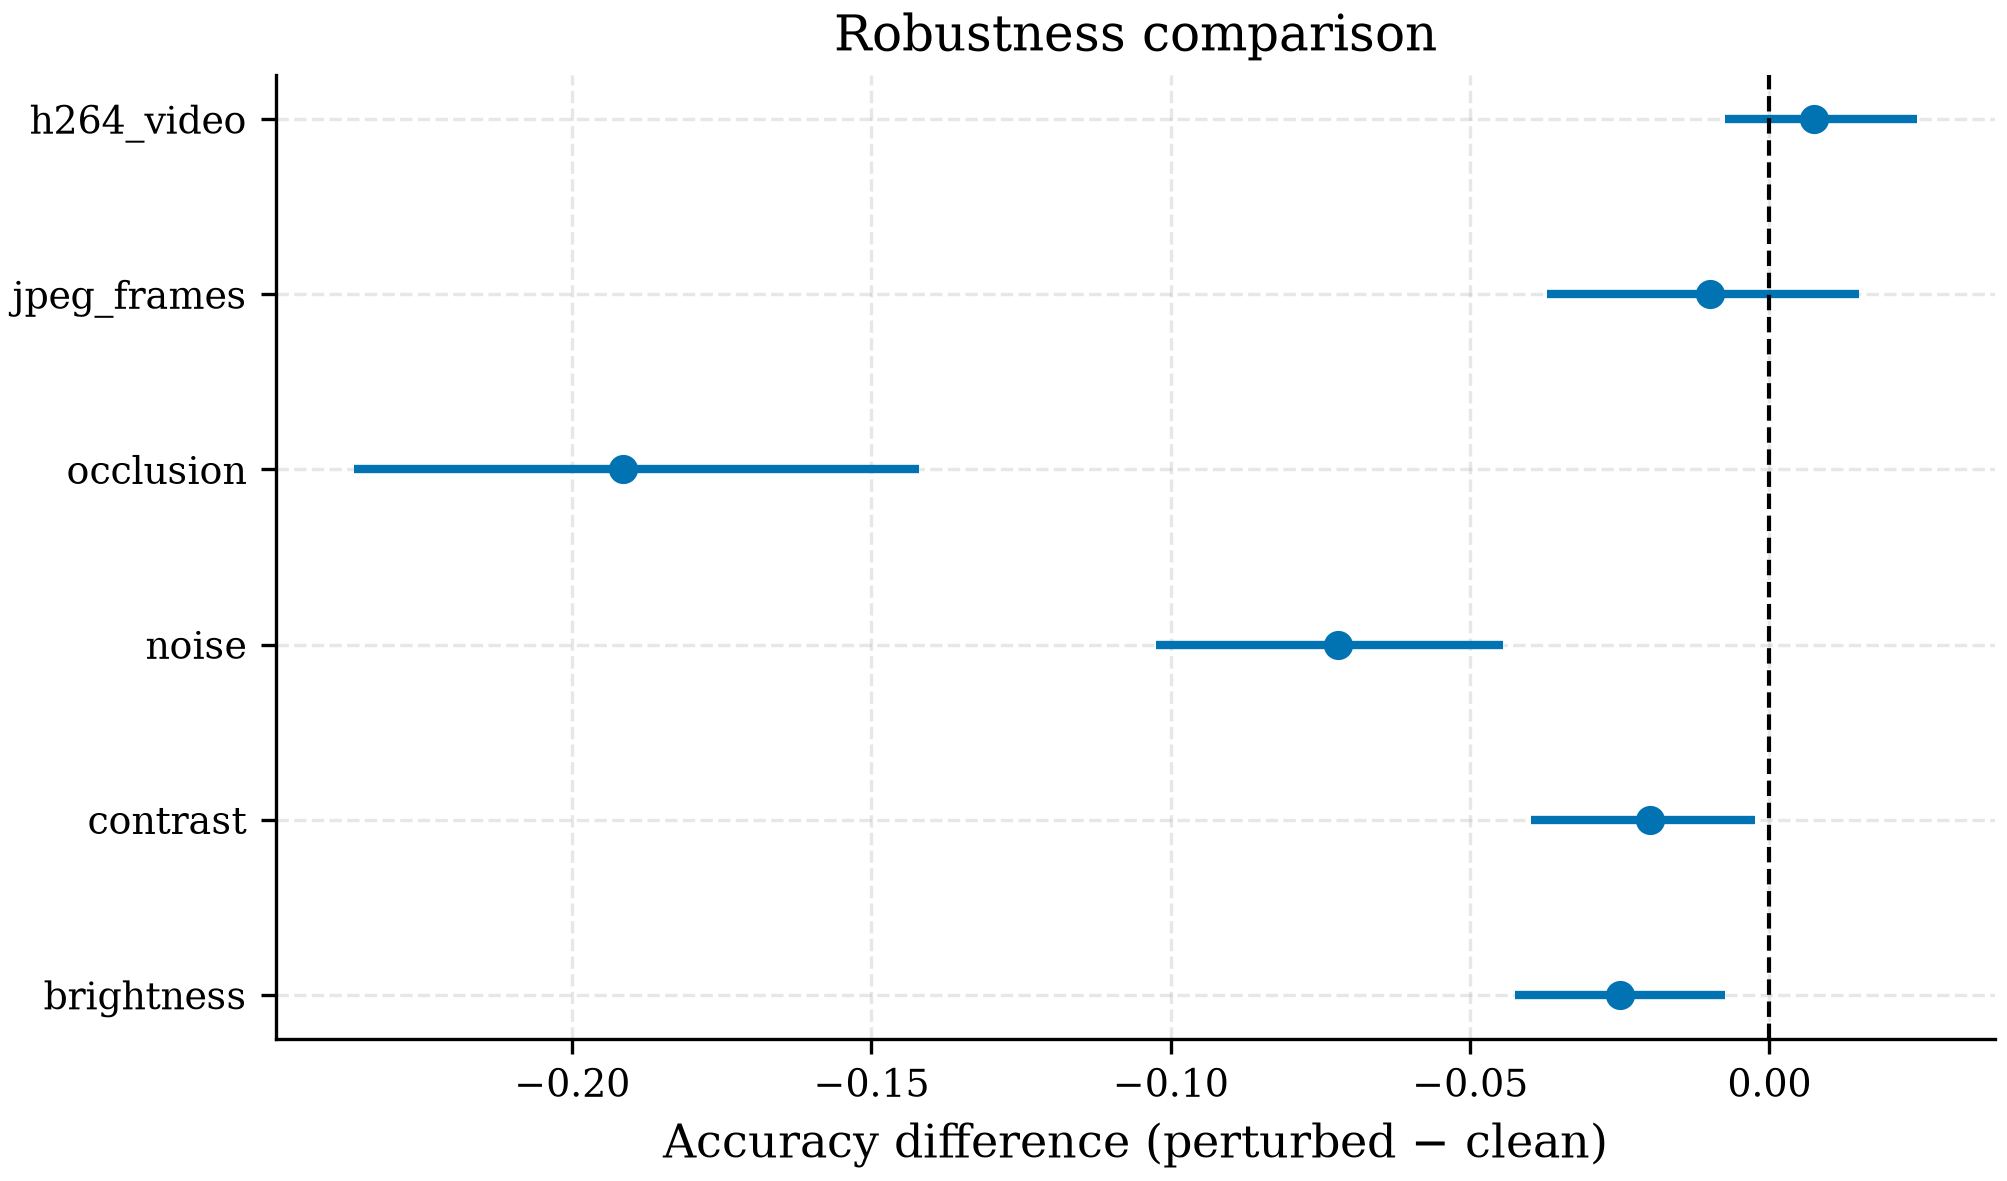 Robustness comparison
h264_video
jpeg_frames
occlusion
noise
contrast
brightness
−0.20 −0.15 −0.10 −0.05 0.00
Accuracy difference (perturbed − clean)